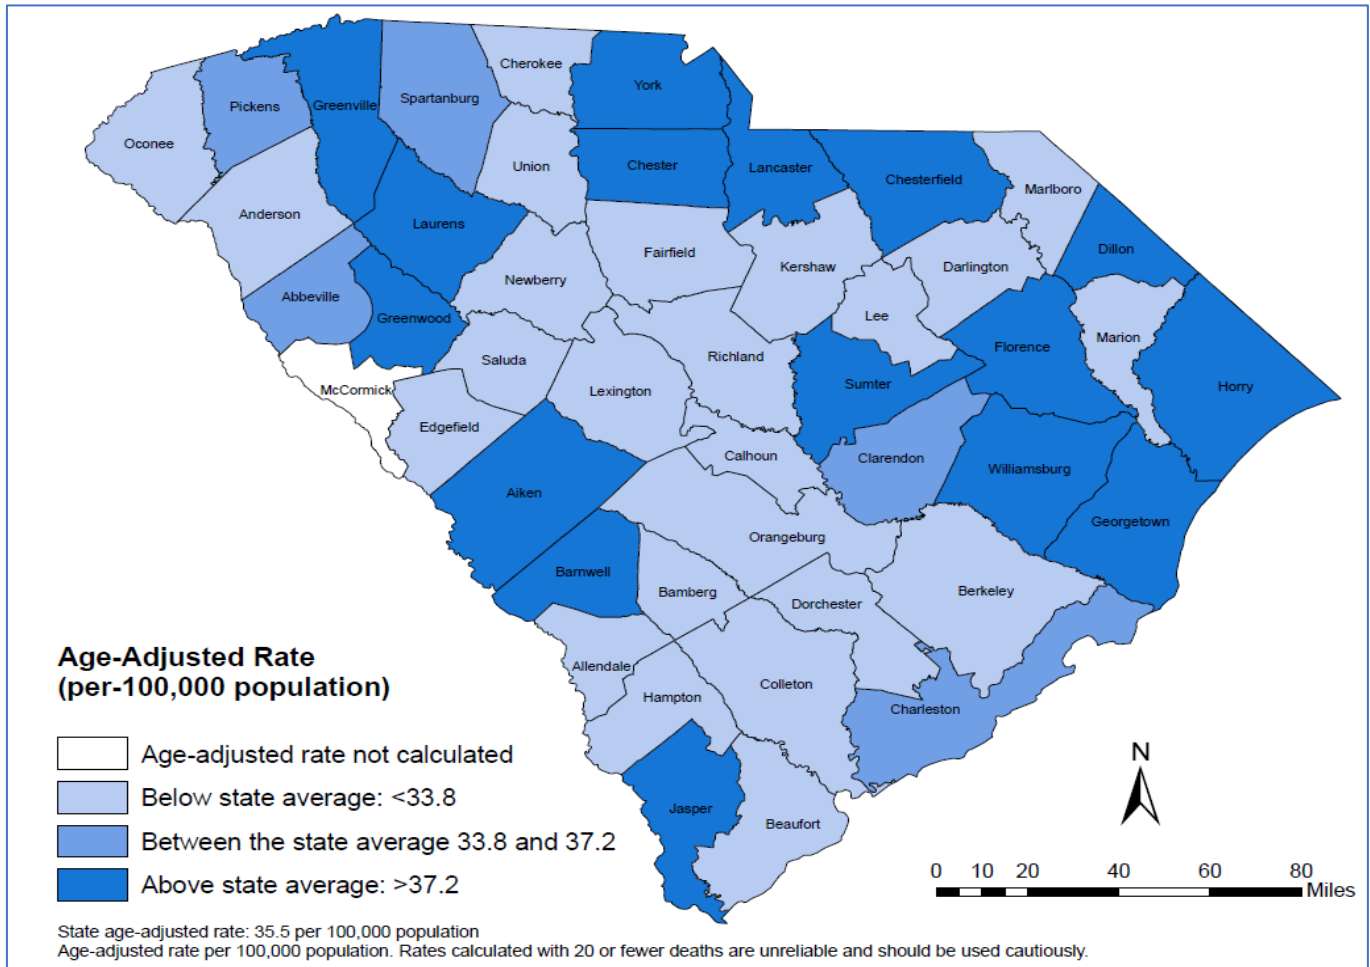 Cherokee
York
Pickens
Greenville
Spartanburg
Oconee
Union
Chester
Lancaster
Chesterfield
Marlboro
Anderson
Laurens
Fairfield
Kershaw
Darlington
Dillon
Abbeville
Newberry
Greenwood
Lee
Marion
Saluda
Richland
Florence
Horry
McCormick
Lexington
Sumter
Edgefield
Calhoun
Clarendon
Williamsburg
Aiken
Georgetown
Orangeburg
Barnwell
Bamberg
Dorchester
Berkeley
Allendale
Hampton
Colleton
Charleston
Jasper
Beaufort
Age-Adjusted Rate
(per-100,000 population)
Age-adjusted rate not calculated
Below state average: <33.8
Between the state average 33.8 and 37.2
Above state average: >37.2
N
0 10 20 40 60 80
Miles
State age-adjusted rate: 35.5 per 100,000 population
Age-adjusted rate per 100,000 population. Rates calculated with 20 or fewer deaths are unreliable and should be used cautiously.